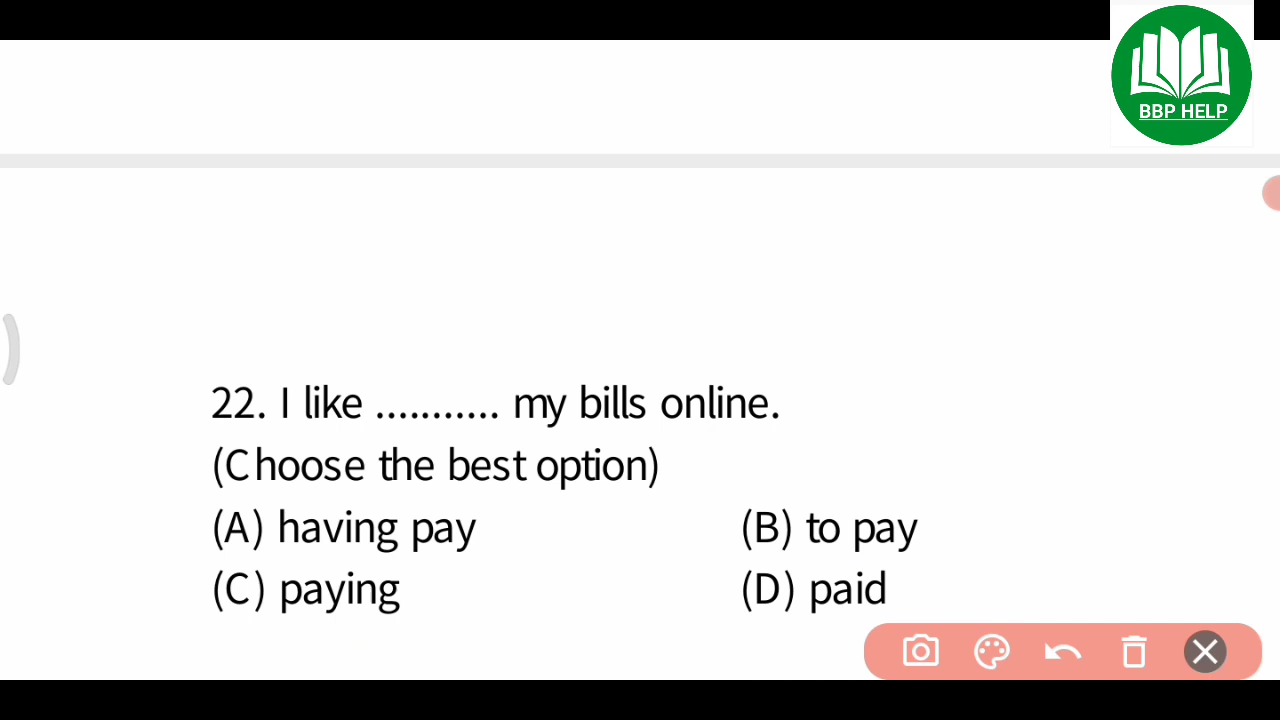 BBP HELP
22. I like ........... my bills online.
(Choose the best option)
(A) having pay (B) to pay
(C) paying (D) paid